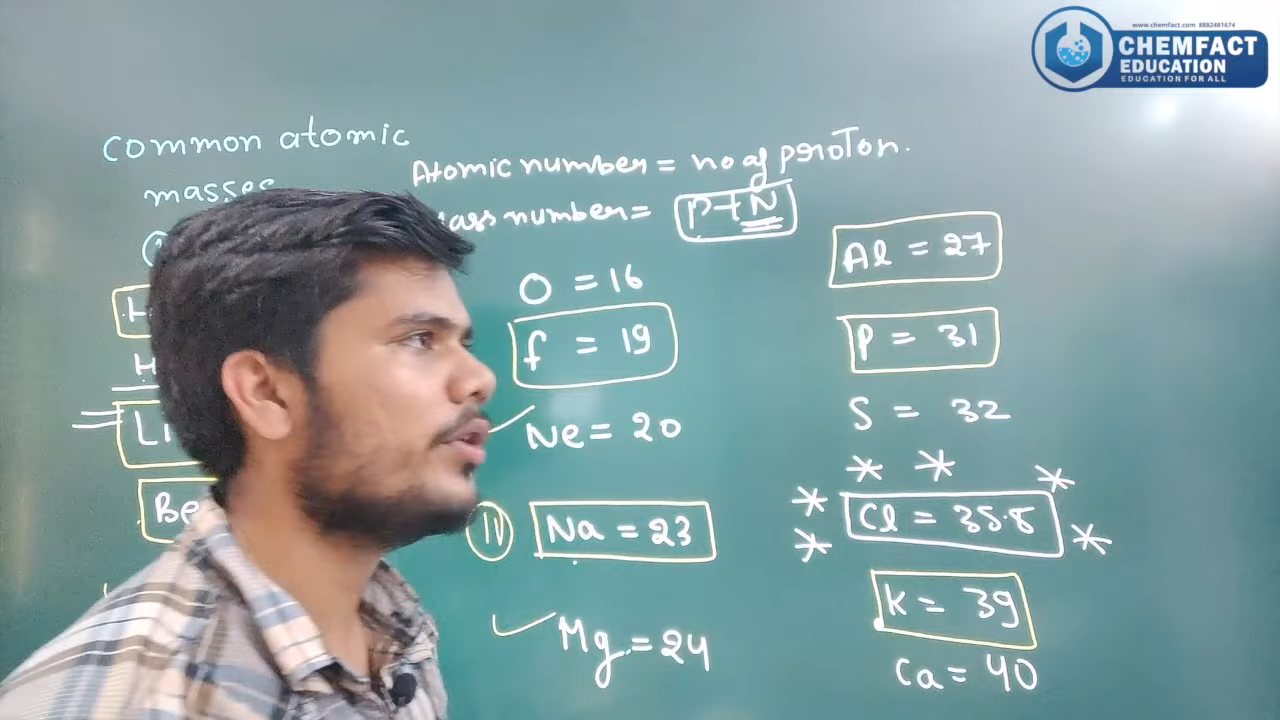 www.chemfact.com 8882481674
CHEMFACT
EDUCATION
EDUCATION FOR ALL
common atomic
masses
Atomic number = no of proton.
mass number = P+N
O = 16
f = 19
Ne = 20
IV Na = 23
Mg = 24
Al = 27
P = 31
S = 32
Cl = 35.5
K = 39
Ca = 40
H
H
Li
Be